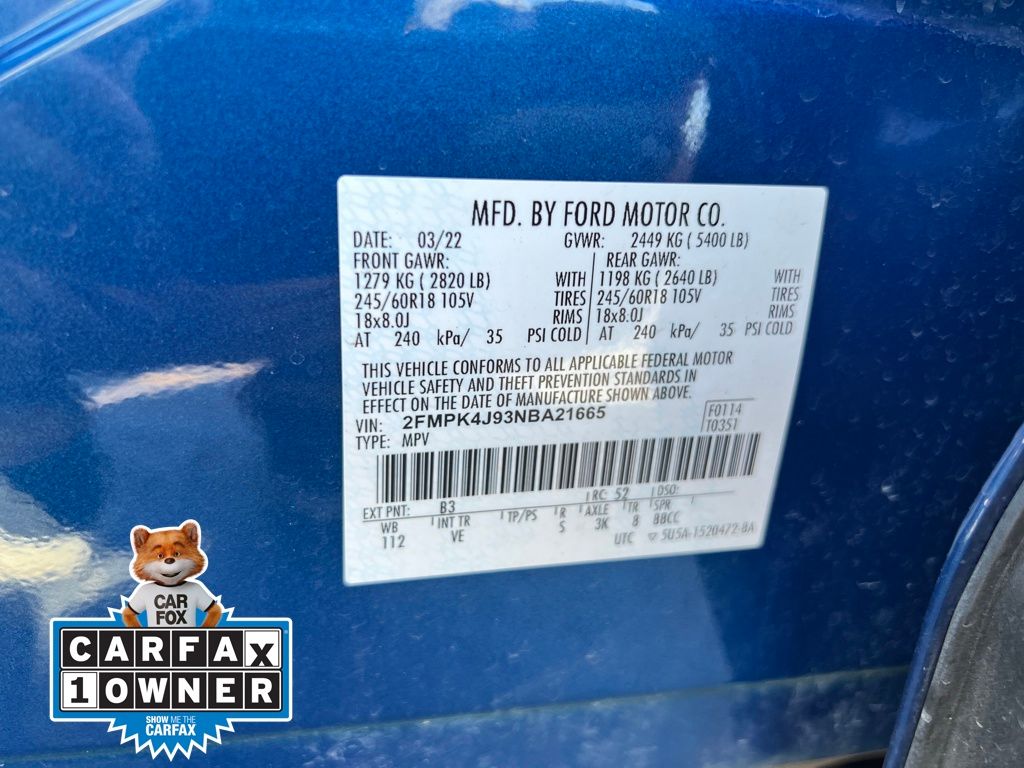 MFD. BY FORD MOTOR CO.
DATE: 03/22 GVWR: 2449 KG ( 5400 LB)
FRONT GAWR: REAR GAWR:
1279 KG ( 2820 LB) WITH 1198 KG ( 2640 LB) WITH
245/60R18 105V TIRES 245/60R18 105V TIRES
18x8.0J RIMS 18x8.0J RIMS
AT 240 kPa/ 35 PSI COLD AT 240 kPa/ 35 PSI COLD
THIS VEHICLE CONFORMS TO ALL APPLICABLE FEDERAL MOTOR
VEHICLE SAFETY AND THEFT PREVENTION STANDARDS IN
EFFECT ON THE DATE OF MANUFACTURE SHOWN ABOVE.
VIN: 2FMPK4J93NBA21665 F0114
TYPE: MPV T0351
EXT PNT: B3 RC: 52 DSO:
WB INT TR TP/PS R AXLE TR SPR
112 VE S 3K 8 BBCC
UTC 5U5A-1520472-BA
CAR
FOX
CARFAX
1 OWNER
SHOW ME THE
CARFAX